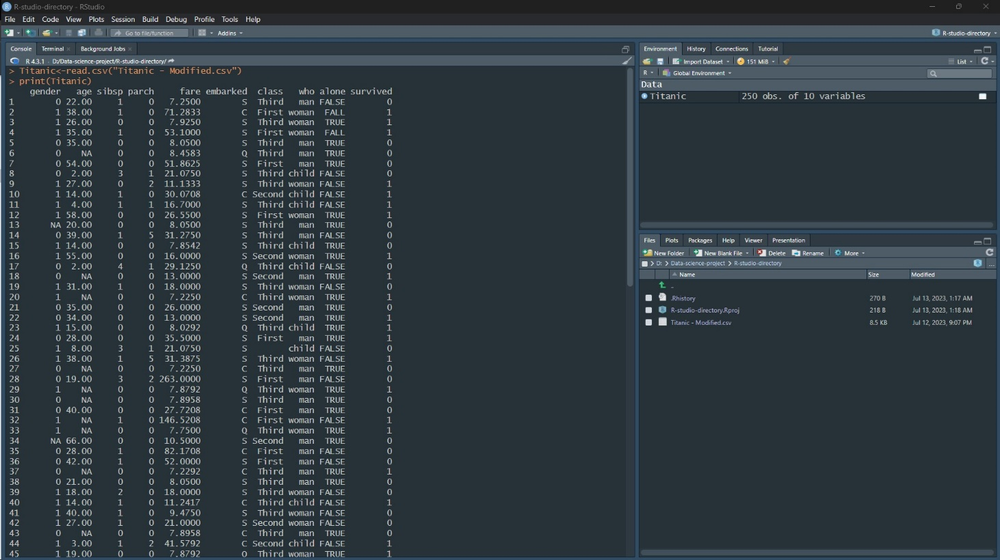 R-studio-directory - RStudio
File Edit Code View Plots Session Build Debug Profile Tools Help
Go to file/function Addins R-studio-directory
Console Terminal Background Jobs
R 4.3.1 · D:/Data-science-project/R-studio-directory/
> Titanic<-read.csv("Titanic - Modified.csv")
> print(Titanic)
gender age sibsp parch fare embarked class who alone survived
1 0 22.00 1 0 7.2500 S Third man FALSE 0
2 1 38.00 1 0 71.2833 C First woman FALL 1
3 1 26.00 0 0 7.9250 S Third woman TRUE 1
4 1 35.00 1 0 53.1000 S First woman FALL 1
5 0 35.00 0 0 8.0500 S Third man TRUE 0
6 0 NA 0 0 8.4583 Q Third man TRUE 0
7 0 54.00 0 0 51.8625 S First man TRUE 0
8 0 2.00 3 1 21.0750 S Third child FALSE 0
9 1 27.00 0 2 11.1333 S Third woman FALSE 1
10 1 14.00 1 0 30.0708 C Second child FALSE 1
11 1 4.00 1 1 16.7000 S Third child FALSE 1
12 1 58.00 0 0 26.5500 S First woman TRUE 1
13 NA 20.00 0 0 8.0500 S Third man TRUE 0
14 0 39.00 1 5 31.2750 S Third man FALSE 0
15 1 14.00 0 0 7.8542 S Third child TRUE 0
16 1 55.00 0 0 16.0000 S Second woman TRUE 1
17 0 2.00 4 1 29.1250 Q Third child FALSE 0
18 0 NA 0 0 13.0000 S Second man TRUE 1
19 1 31.00 1 0 18.0000 S Third woman FALSE 0
20 1 NA 0 0 7.2250 C Third woman TRUE 1
21 0 35.00 0 0 26.0000 S Second man TRUE 0
22 0 34.00 0 0 13.0000 S Second man TRUE 1
23 1 15.00 0 0 8.0292 Q Third child TRUE 1
24 0 28.00 0 0 35.5000 S First man TRUE 1
25 1 8.00 3 1 21.0750 S child FALSE 0
26 1 38.00 1 5 31.3875 S Third woman FALSE 1
27 0 NA 0 0 7.2250 C Third man TRUE 0
28 0 19.00 3 2 263.0000 S First man FALSE 0
29 1 NA 0 0 7.8792 Q Third woman TRUE 1
30 0 NA 0 0 7.8958 S Third man TRUE 0
31 0 40.00 0 0 27.7208 C First man TRUE 0
32 1 NA 1 0 146.5208 C First woman FALSE 1
33 1 NA 0 0 7.7500 Q Third woman TRUE 1
34 NA 66.00 0 0 10.5000 S Second man TRUE 0
35 0 28.00 1 0 82.1708 C First man FALSE 0
36 0 42.00 1 0 52.0000 S First man FALSE 0
37 0 NA 0 0 7.2292 C Third man TRUE 1
38 0 21.00 0 0 8.0500 S Third man TRUE 0
39 1 18.00 2 0 18.0000 S Third woman FALSE 0
40 1 14.00 1 0 11.2417 C Third child FALSE 1
41 1 40.00 1 0 9.4750 S Third woman FALSE 0
42 1 27.00 1 0 21.0000 S Second woman FALSE 0
43 0 NA 0 0 7.8958 C Third man TRUE 0
44 1 3.00 1 2 41.5792 C Second child FALSE 1
45 1 19.00 0 0 7.8792 Q Third woman TRUE 1
Environment History Connections Tutorial
Import Dataset 151 MiB List
R Global Environment
Data
Titanic 250 obs. of 10 variables
Files Plots Packages Help Viewer Presentation
New Folder New Blank File Delete Rename More
D: Data-science-project R-studio-directory ...
Name Size Modified
..
.Rhistory 270 B Jul 13, 2023, 1:17 AM
R-studio-directory.Rproj 218 B Jul 13, 2023, 1:18 AM
Titanic - Modified.csv 8.5 KB Jul 12, 2023, 9:07 PM